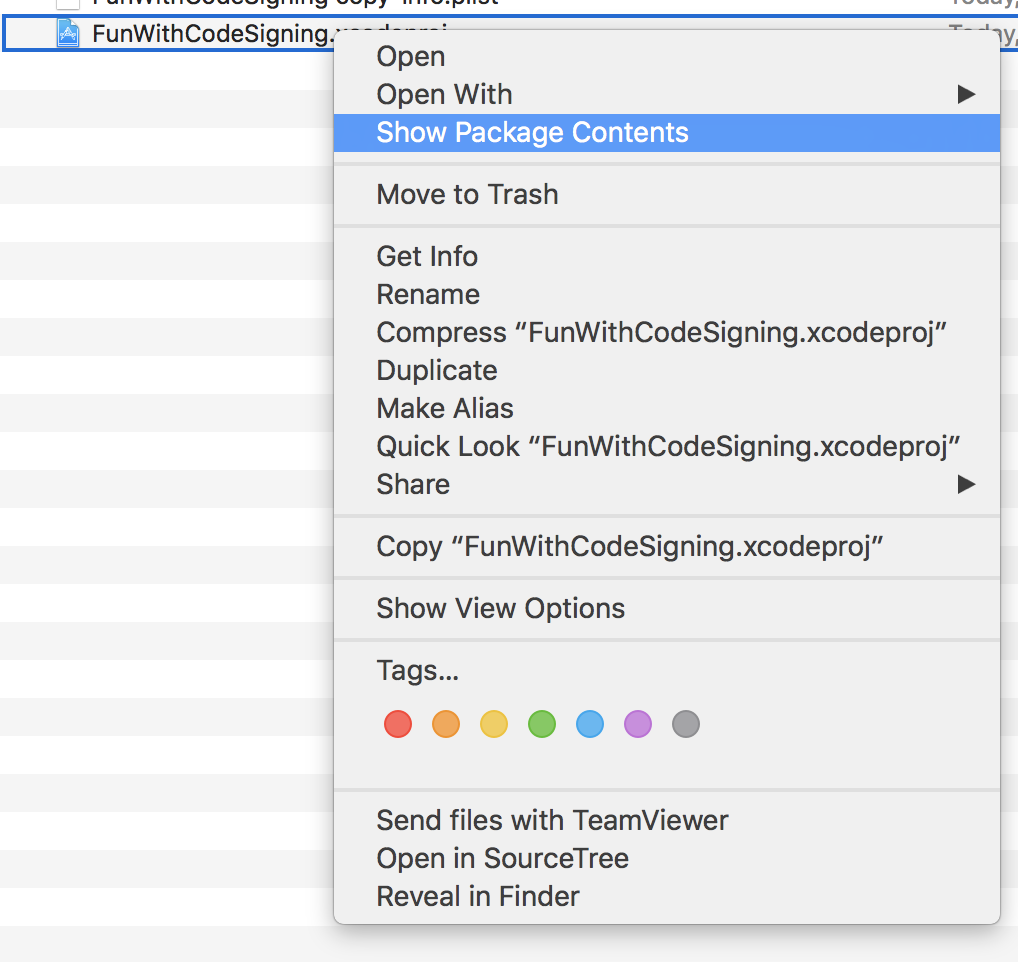 FunWithCodeSigning copy-Info.plist Today,
FunWithCodeSigning.xcodeproj Today,
Open
Open With
Show Package Contents
Move to Trash
Get Info
Rename
Compress “FunWithCodeSigning.xcodeproj”
Duplicate
Make Alias
Quick Look “FunWithCodeSigning.xcodeproj”
Share
Copy “FunWithCodeSigning.xcodeproj”
Show View Options
Tags...
Send files with TeamViewer
Open in SourceTree
Reveal in Finder